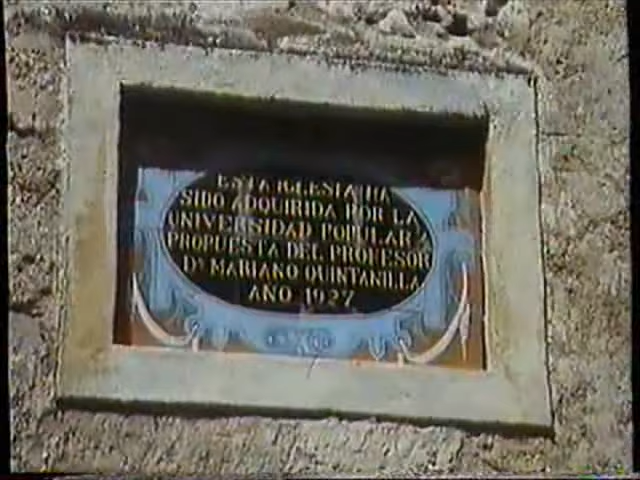 ESTA IGLESIA HA
SIDO ADQUIRIDA POR LA
UNIVERSIDAD POPULAR A
PROPUESTA DEL PROFESOR
Dn MARIANO QUINTANILLA
AÑO 1927